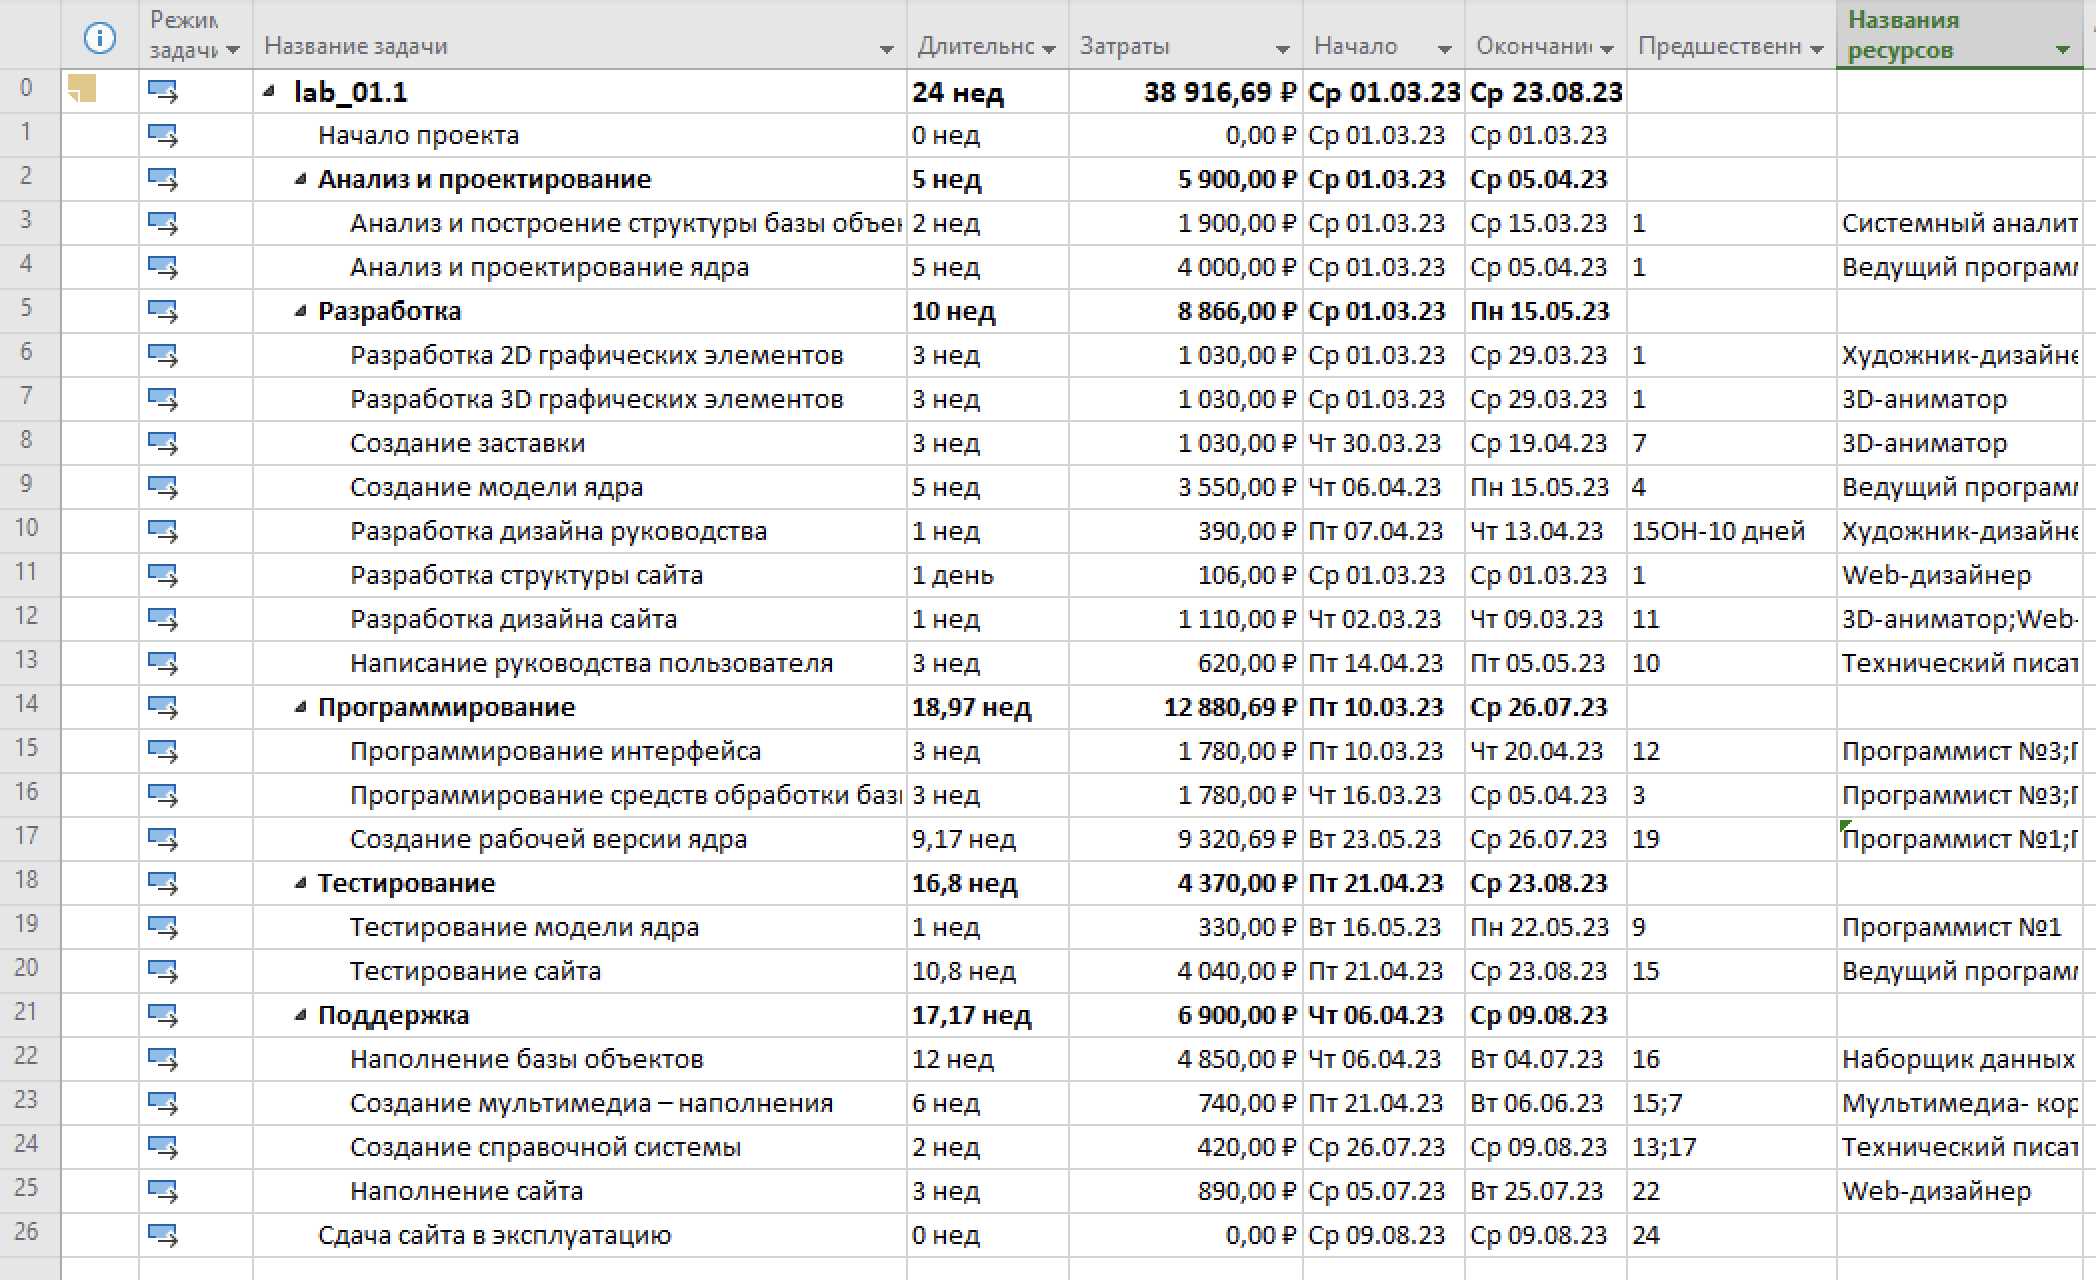 Режим задачи Название задачи Длительнс Затраты Начало Окончани Предшественн Названия ресурсов
0 lab_01.1 24 нед 38 916,69 ₽ Ср 01.03.23 Ср 23.08.23
1 Начало проекта 0 нед 0,00 ₽ Ср 01.03.23 Ср 01.03.23
2 Анализ и проектирование 5 нед 5 900,00 ₽ Ср 01.03.23 Ср 05.04.23
3 Анализ и построение структуры базы объек 2 нед 1 900,00 ₽ Ср 01.03.23 Ср 15.03.23 1 Системный аналит
4 Анализ и проектирование ядра 5 нед 4 000,00 ₽ Ср 01.03.23 Ср 05.04.23 1 Ведущий программ
5 Разработка 10 нед 8 866,00 ₽ Ср 01.03.23 Пн 15.05.23
6 Разработка 2D графических элементов 3 нед 1 030,00 ₽ Ср 01.03.23 Ср 29.03.23 1 Художник-дизайне
7 Разработка 3D графических элементов 3 нед 1 030,00 ₽ Ср 01.03.23 Ср 29.03.23 1 3D-аниматор
8 Создание заставки 3 нед 1 030,00 ₽ Чт 30.03.23 Ср 19.04.23 7 3D-аниматор
9 Создание модели ядра 5 нед 3 550,00 ₽ Чт 06.04.23 Пн 15.05.23 4 Ведущий программ
10 Разработка дизайна руководства 1 нед 390,00 ₽ Пт 07.04.23 Чт 13.04.23 15ОН-10 дней Художник-дизайне
11 Разработка структуры сайта 1 день 106,00 ₽ Ср 01.03.23 Ср 01.03.23 1 Web-дизайнер
12 Разработка дизайна сайта 1 нед 1 110,00 ₽ Чт 02.03.23 Чт 09.03.23 11 3D-аниматор;Web-
13 Написание руководства пользователя 3 нед 620,00 ₽ Пт 14.04.23 Пт 05.05.23 10 Технический писат
14 Программирование 18,97 нед 12 880,69 ₽ Пт 10.03.23 Ср 26.07.23
15 Программирование интерфейса 3 нед 1 780,00 ₽ Пт 10.03.23 Чт 20.04.23 12 Программист №3;П
16 Программирование средств обработки базы 3 нед 1 780,00 ₽ Чт 16.03.23 Ср 05.04.23 3 Программист №3;П
17 Создание рабочей версии ядра 9,17 нед 9 320,69 ₽ Вт 23.05.23 Ср 26.07.23 19 Программист №1;П
18 Тестирование 16,8 нед 4 370,00 ₽ Пт 21.04.23 Ср 23.08.23
19 Тестирование модели ядра 1 нед 330,00 ₽ Вт 16.05.23 Пн 22.05.23 9 Программист №1
20 Тестирование сайта 10,8 нед 4 040,00 ₽ Пт 21.04.23 Ср 23.08.23 15 Ведущий программ
21 Поддержка 17,17 нед 6 900,00 ₽ Чт 06.04.23 Ср 09.08.23
22 Наполнение базы объектов 12 нед 4 850,00 ₽ Чт 06.04.23 Вт 04.07.23 16 Наборщик данных
23 Создание мультимедиа – наполнения 6 нед 740,00 ₽ Пт 21.04.23 Вт 06.06.23 15;7 Мультимедиа- кор
24 Создание справочной системы 2 нед 420,00 ₽ Ср 26.07.23 Ср 09.08.23 13;17 Технический писат
25 Наполнение сайта 3 нед 890,00 ₽ Ср 05.07.23 Вт 25.07.23 22 Web-дизайнер
26 Сдача сайта в эксплуатацию 0 нед 0,00 ₽ Ср 09.08.23 Ср 09.08.23 24